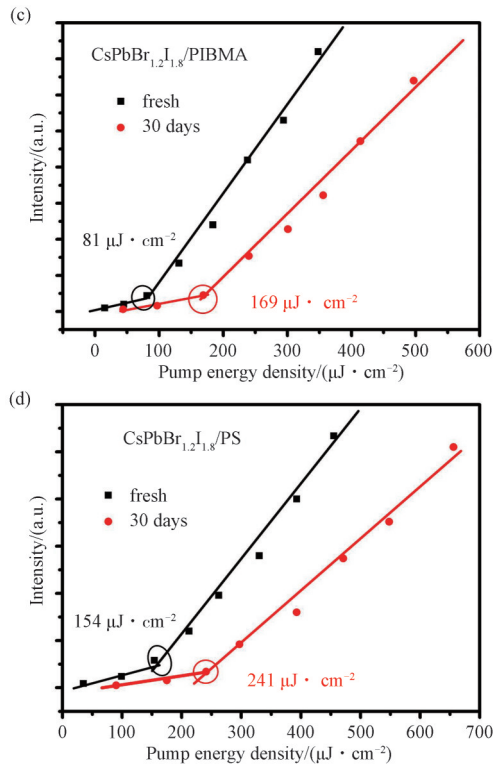 (c)
CsPbBr1.2I1.8/PIBMA
fresh
30 days
81 μJ · cm−2
169 μJ · cm−2
Intensity/(a.u.)
0 100 200 300 400 500 600
Pump energy density/(μJ · cm−2)
(d)
CsPbBr1.2I1.8/PS
fresh
30 days
154 μJ · cm−2
241 μJ · cm−2
Intensity/(a.u.)
0 100 200 300 400 500 600 700
Pump energy density/(μJ · cm−2)